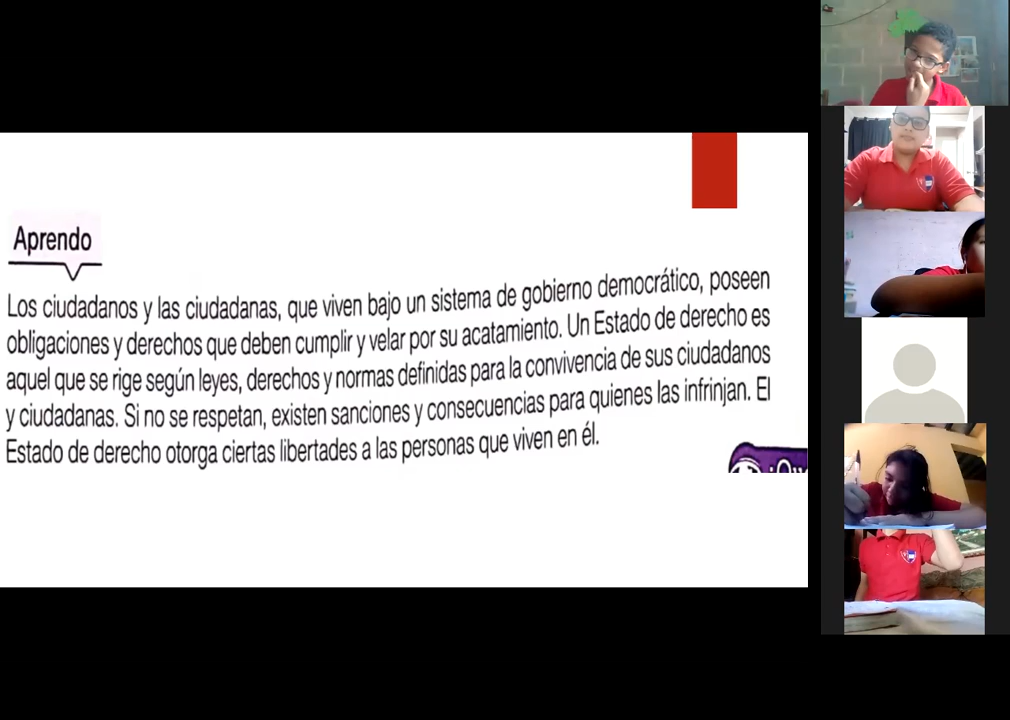 Aprendo
Los ciudadanos y las ciudadanas, que viven bajo un sistema de gobierno democrático, poseen
obligaciones y derechos que deben cumplir y velar por su acatamiento. Un Estado de derecho es
aquel que se rige según leyes, derechos y normas definidas para la convivencia de sus ciudadanos
y ciudadanas. Si no se respetan, existen sanciones y consecuencias para quienes las infrinjan. El
Estado de derecho otorga ciertas libertades a las personas que viven en él.